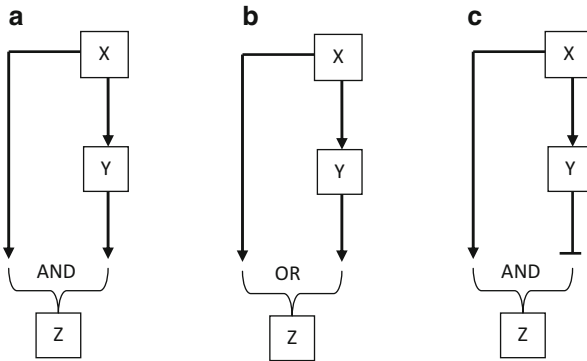 a b c
X X X
Y Y Y
AND OR AND
Z Z Z